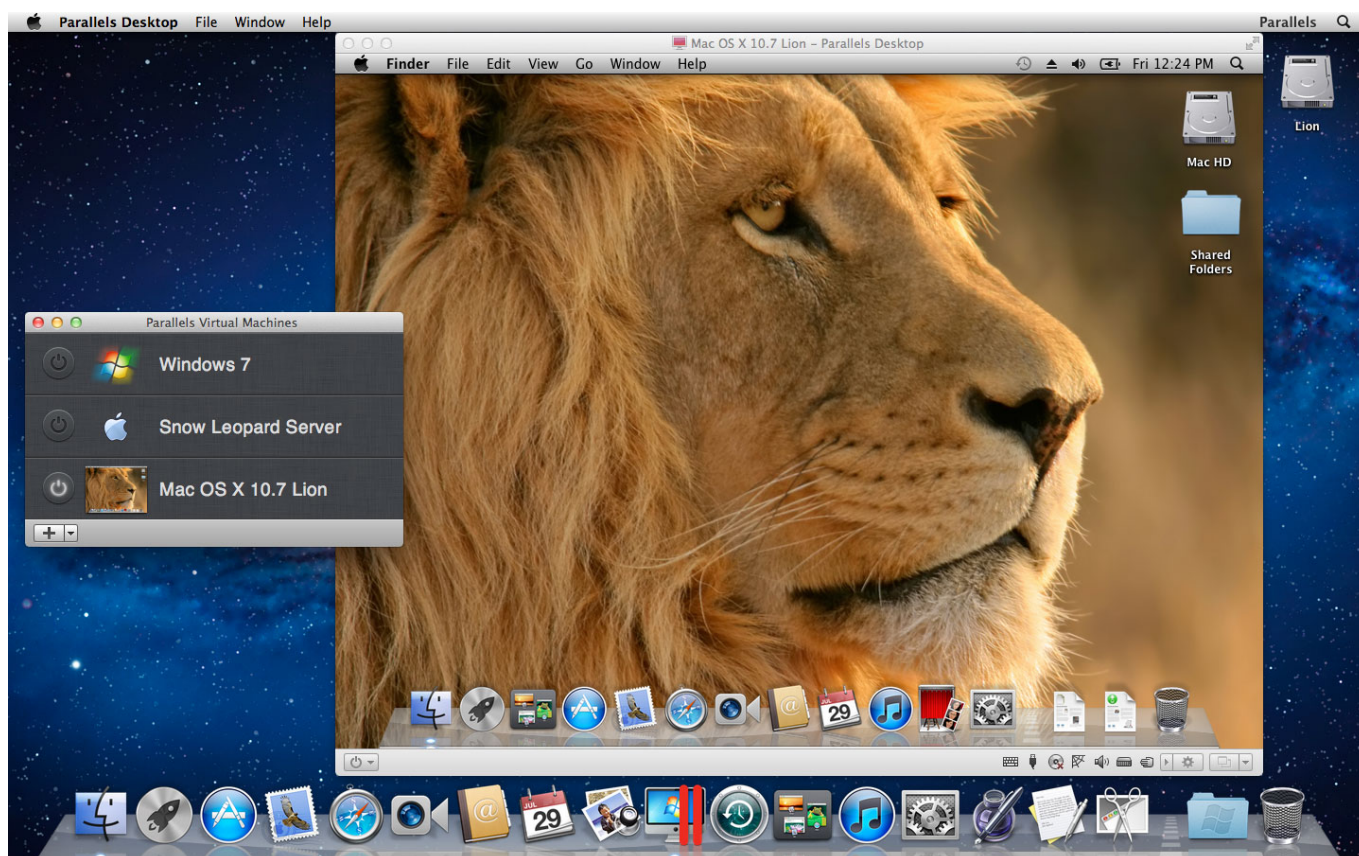 Parallels Desktop File Window Help Parallels
Mac OS X 10.7 Lion - Parallels Desktop
Finder File Edit View Go Window Help Fri 12:24 PM
Lion
Mac HD
Shared
Folders
Parallels Virtual Machines
Windows 7
Snow Leopard Server
Mac OS X 10.7 Lion
JUL
29
JUL
29